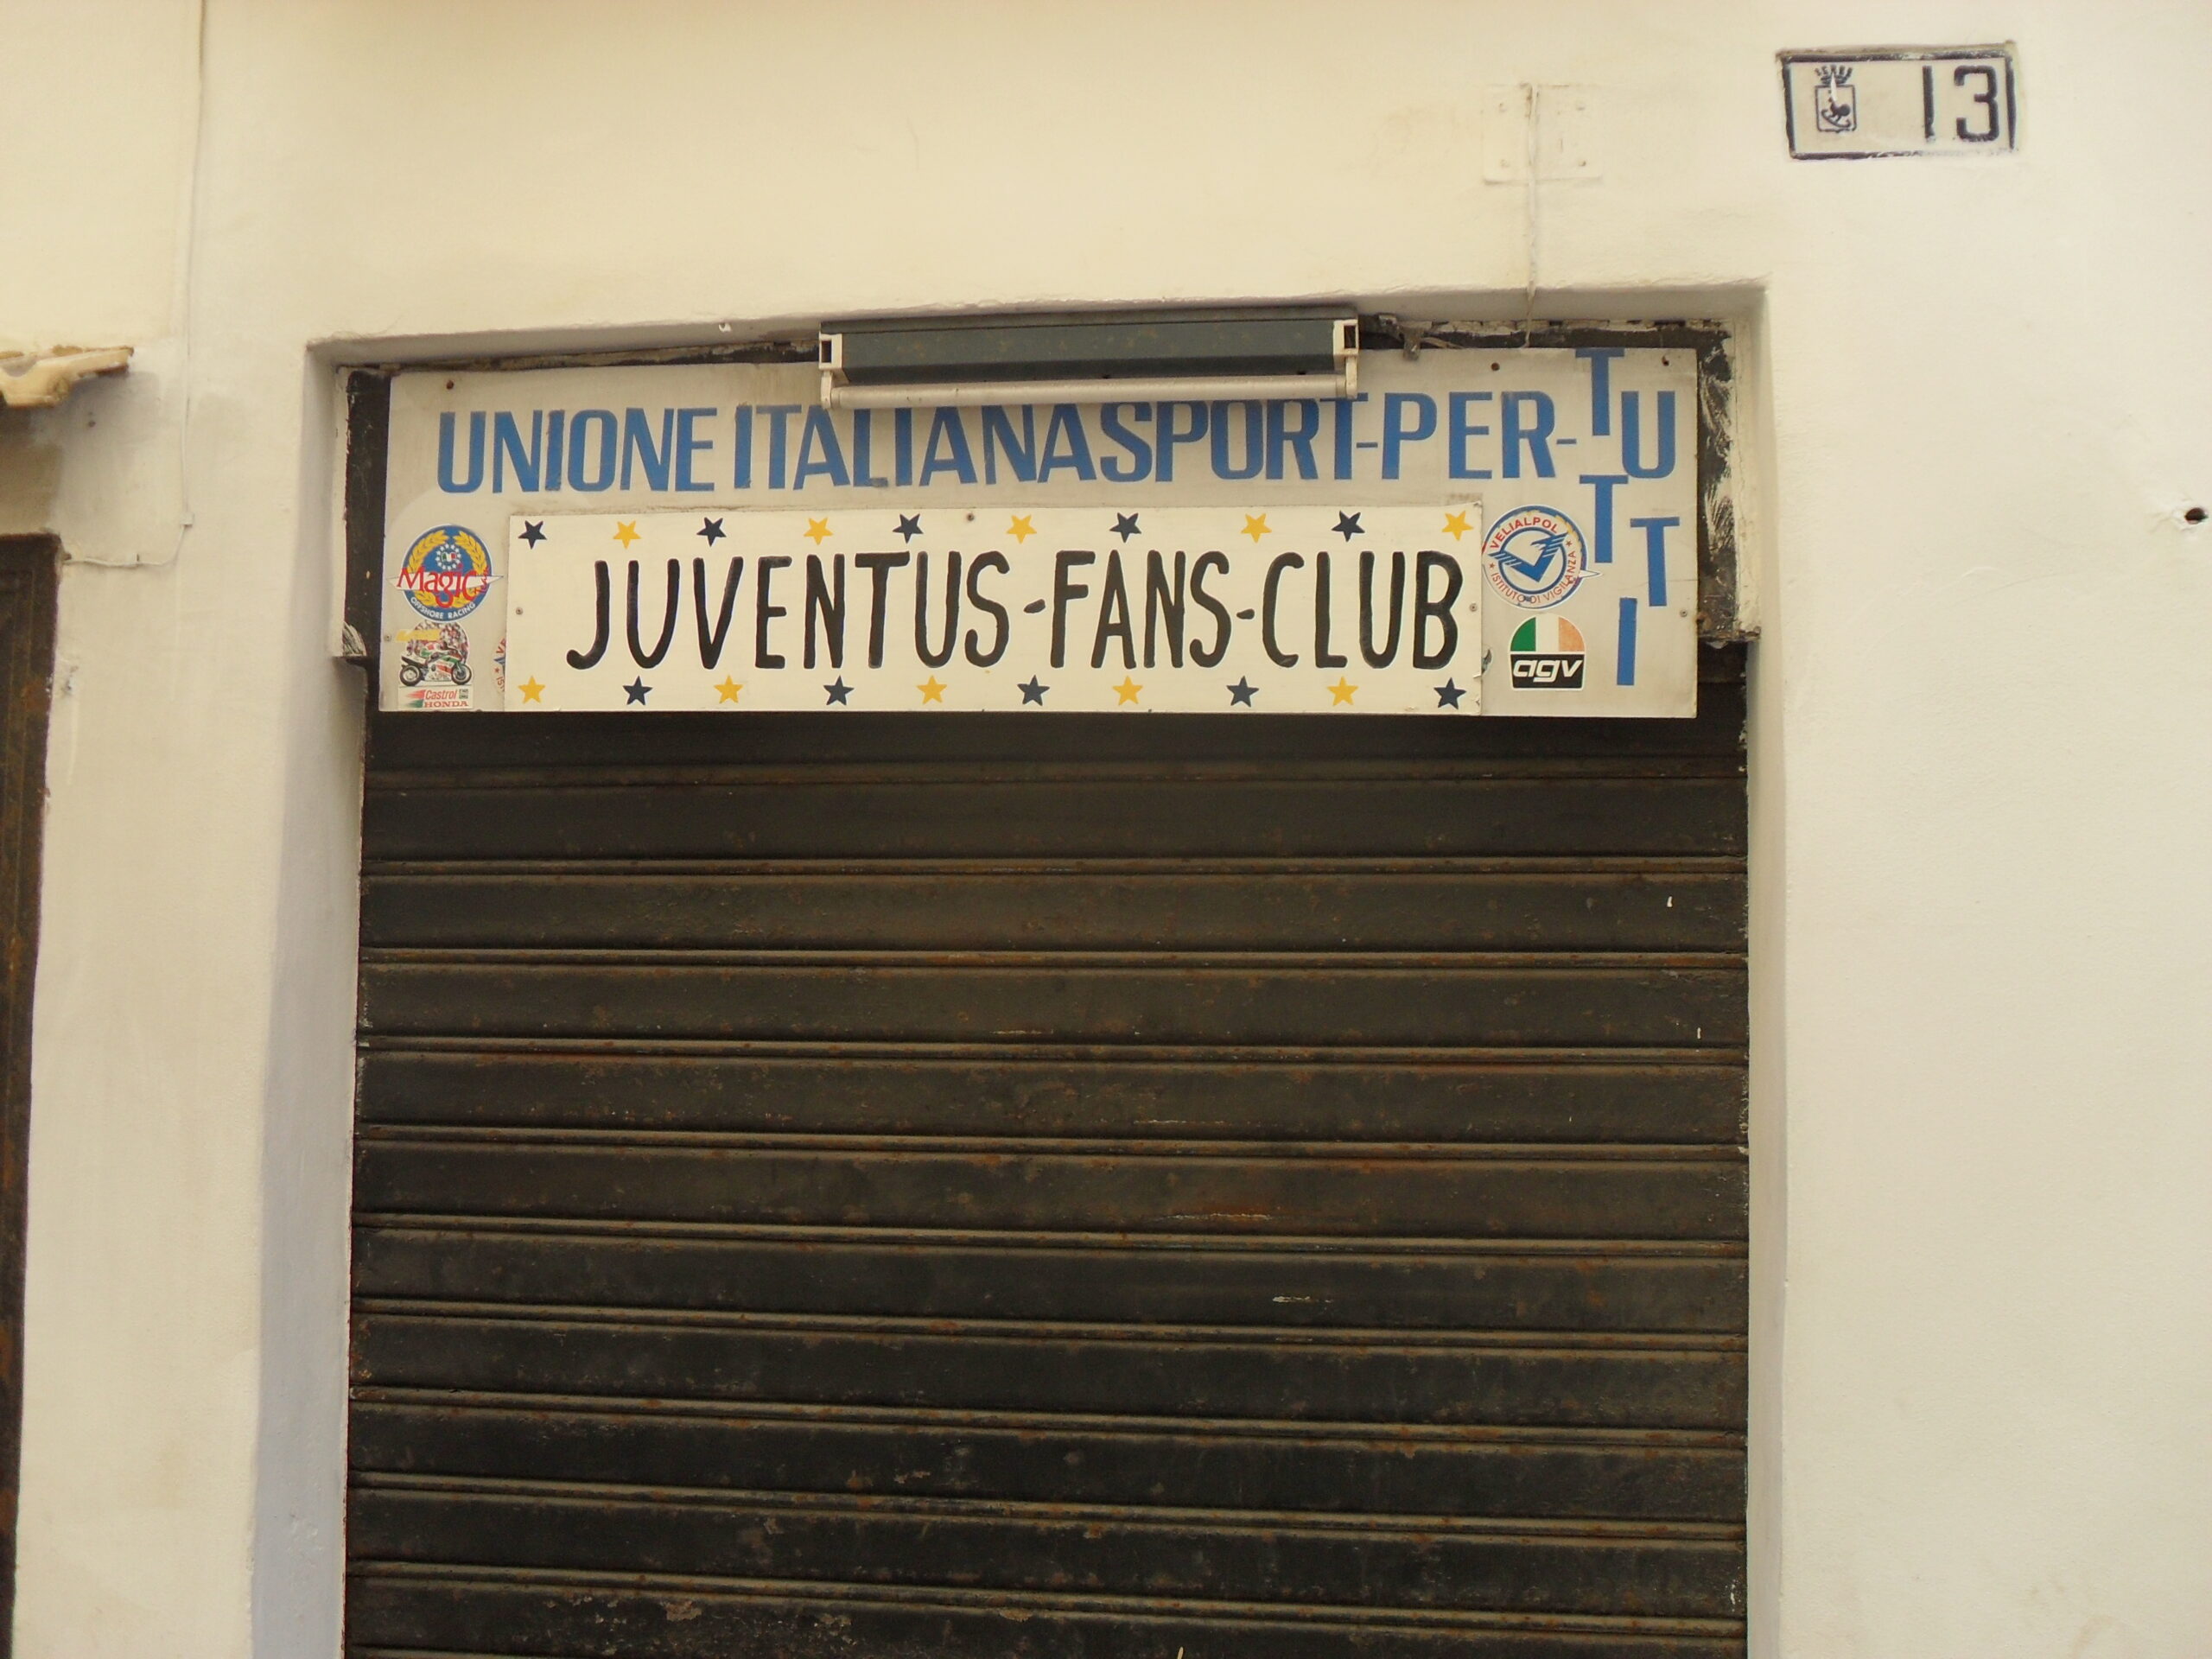 13
UNIONE ITALIANA SPORT-PER-TUTTI
JUVENTUS-FANS-CLUB
Magic
OFFSHORE RACING
Castrol
HONDA
VELIALPOL
ISTITUTO DI VIGILANZA
agv